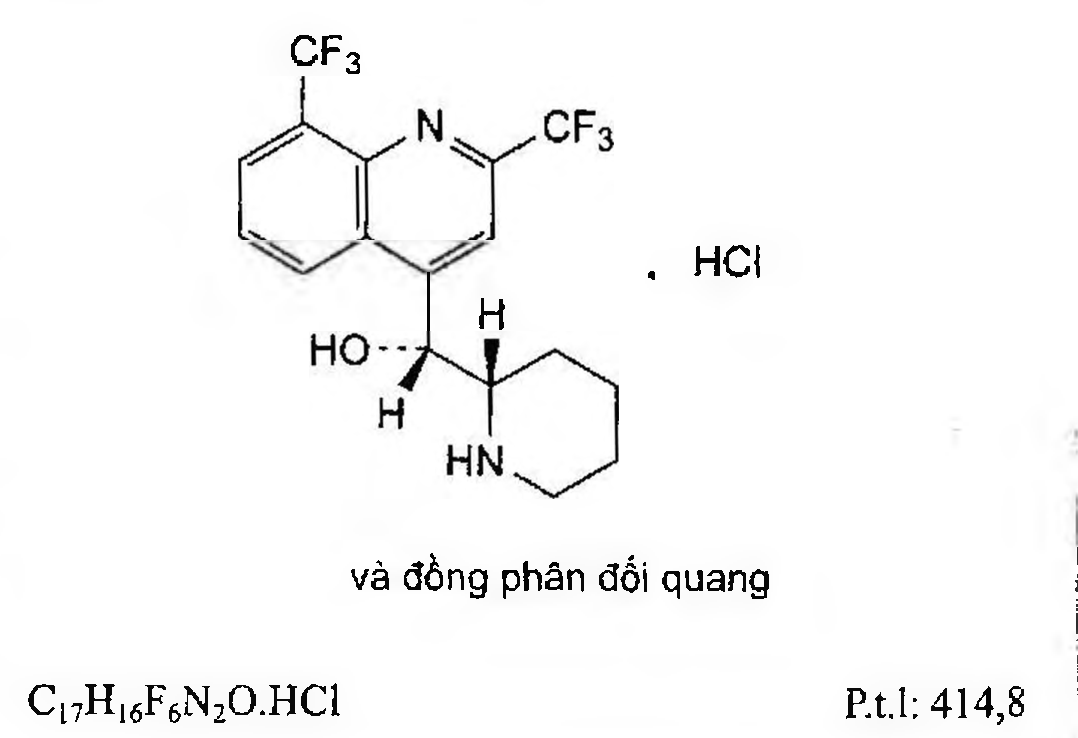 CF₃
N
CF₃
. HCl
H
HO
H
HN
và đồng phân đối quang
C₁₇H₁₆F₆N₂O.HCl
P.t.l: 414,8